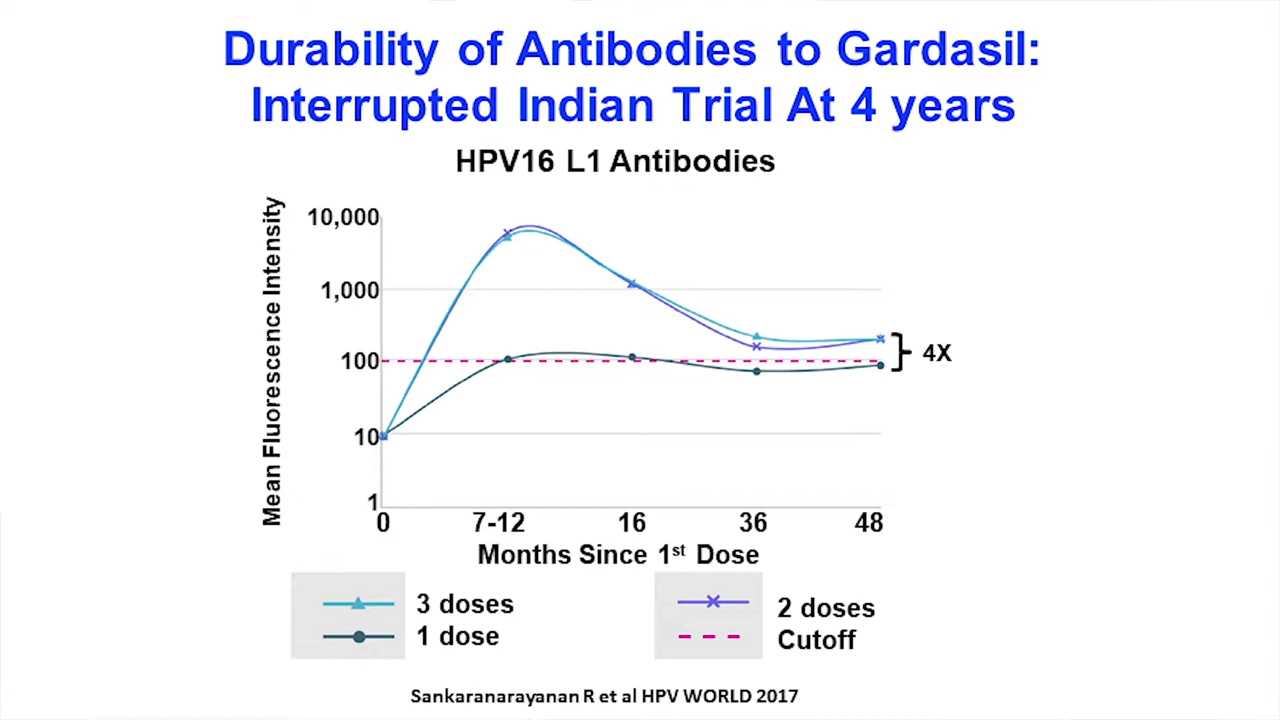 Durability of Antibodies to Gardasil:
Interrupted Indian Trial At 4 years
HPV16 L1 Antibodies
Mean Fluorescence Intensity
10,000
1,000
100
10
1
4X
0 7-12 16 36 48
Months Since 1st Dose
3 doses
1 dose
2 doses
Cutoff
Sankaranarayanan R et al HPV WORLD 2017